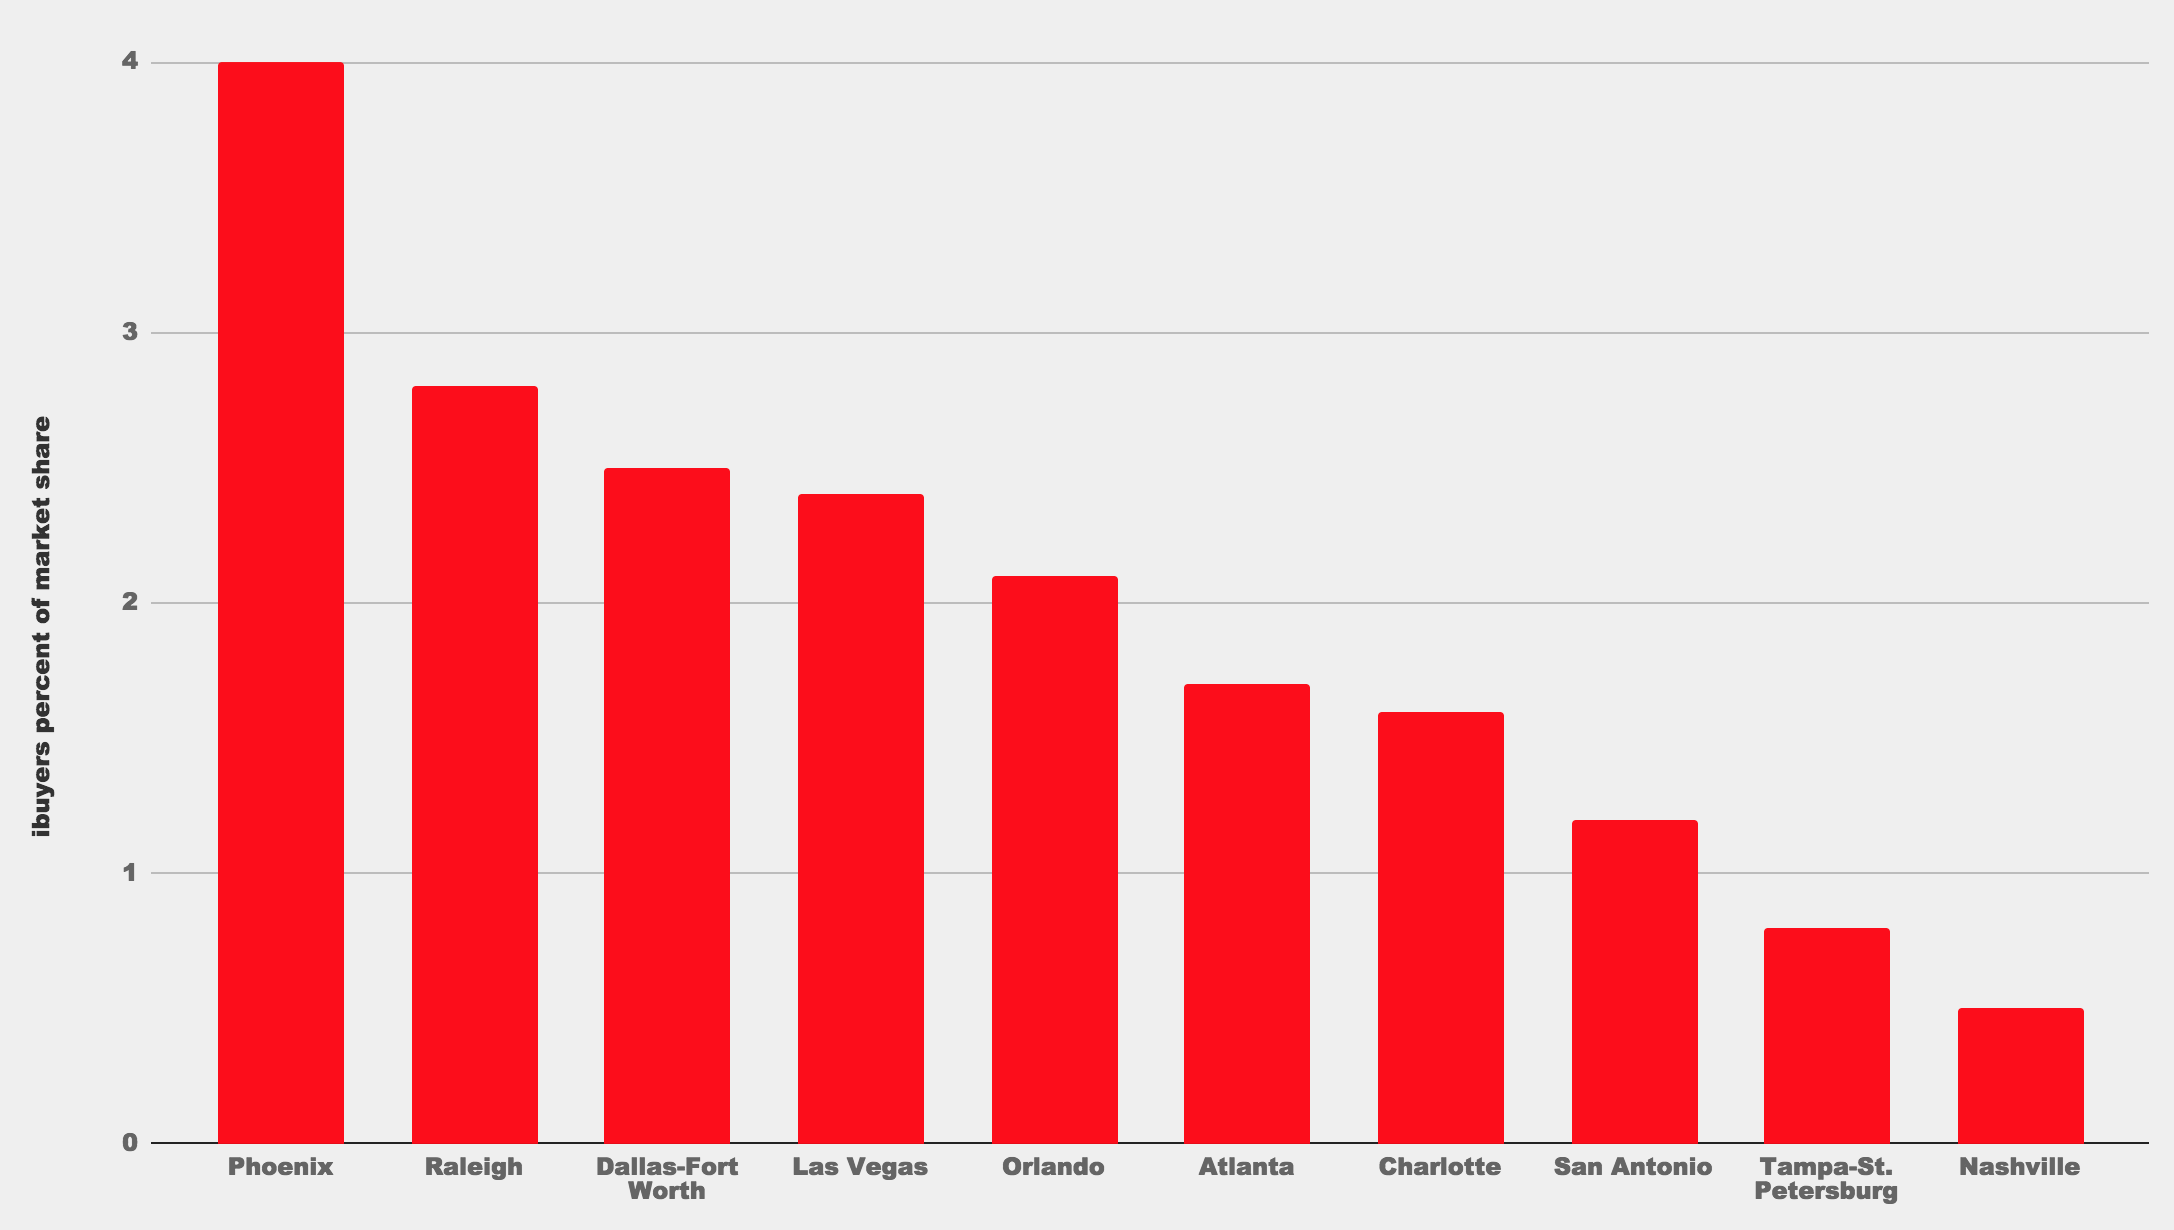 ibuyers percent of market share
4
3
2
1
0
Phoenix
Raleigh
Dallas-Fort
Worth
Las Vegas
Orlando
Atlanta
Charlotte
San Antonio
Tampa-St.
Petersburg
Nashville